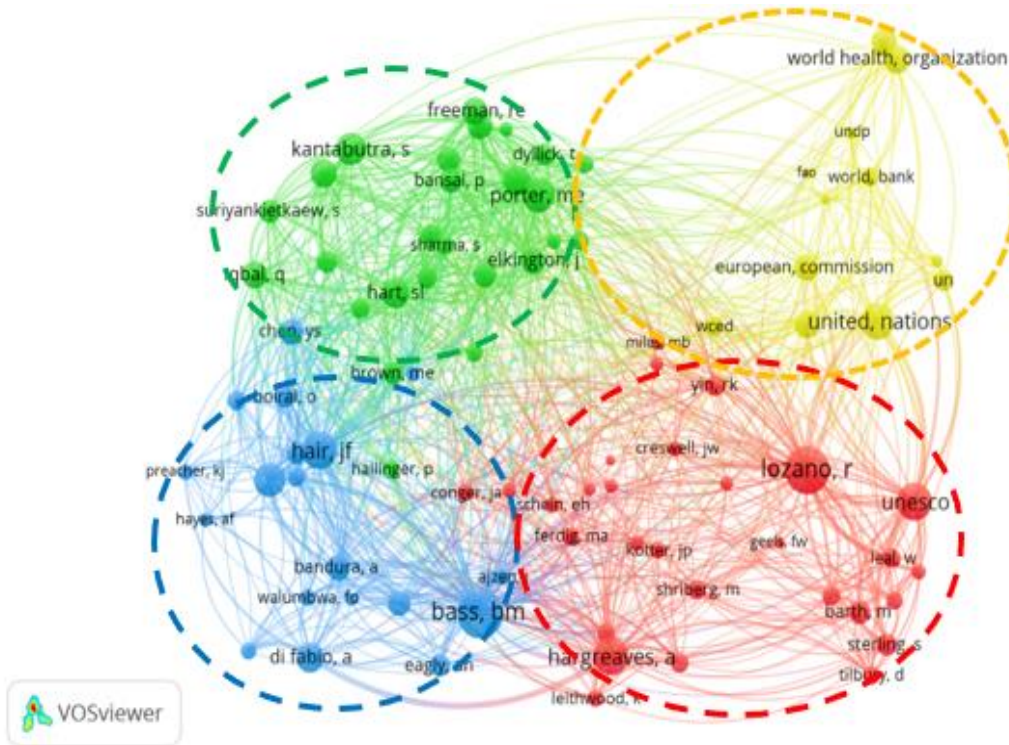 world health, organization
freeman, re
undp
kantabutra, s
dyllick, t
fao
world, bank
bansal, p
porter, me
suriyankietkaew, s
sharma, s
elkington, j
european, commission
iqbal, q
un
hart, sl
united, nations
chen, ys
wced
miles, mb
brown, me
yin, rk
boiral, o
hair, jf
creswell, jw
preacher, kj
hallinger, p
lozano, r
conger, ja
unesco
schein, eh
hayes, af
ferdig, ma
geels, fw
kotter, jp
leal, w
bandura, a
ajzen
walumbwa, fo
shriberg, m
bass, bm
barth, m
sterling, s
di fabio, a
eagly, ah
hargreaves, a
tilbury, d
leithwood, k
VOSviewer